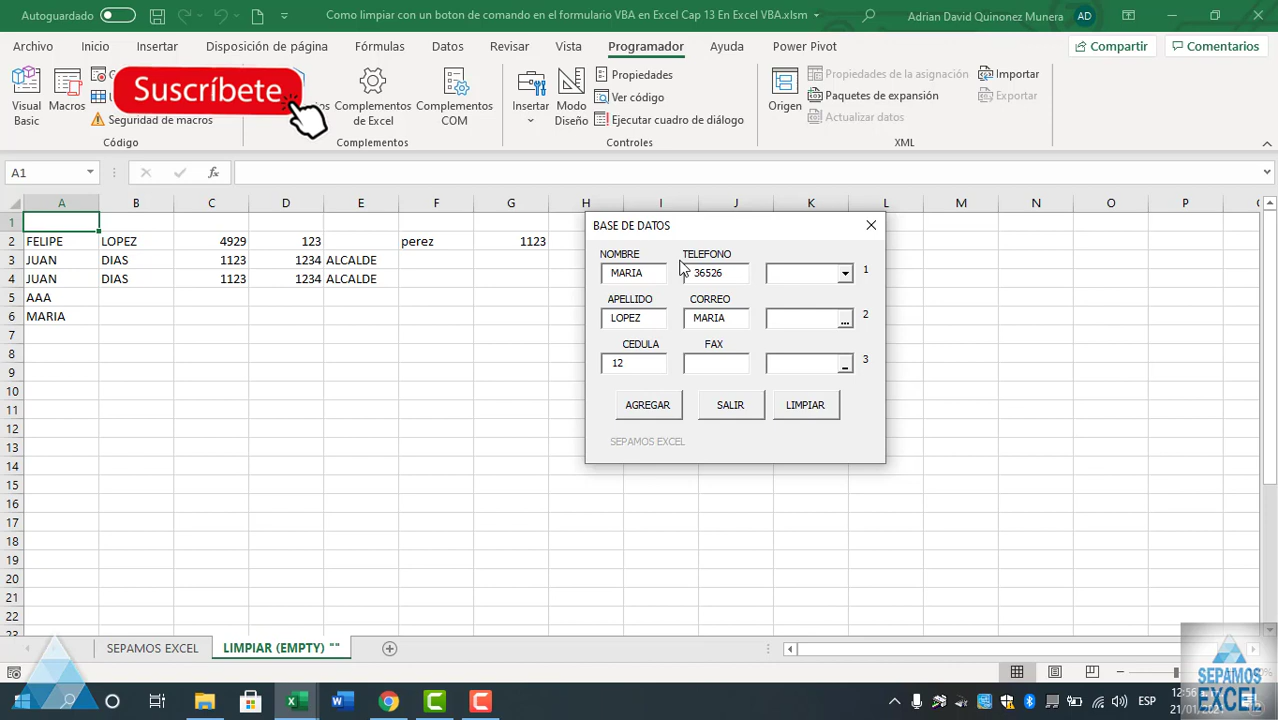 Autoguardado
Como limpiar con un boton de comando en el formulario VBA en Excel Cap 13 En Excel VBA.xlsm
Adrian David Quinonez Munera
AD
Archivo Inicio Insertar Disposición de página Fórmulas Datos Revisar Vista Programador Ayuda Power Pivot
Compartir Comentarios
Visual Basic
Macros
Suscríbete
Seguridad de macros
Código
Complementos de Excel
Complementos COM
Complementos
Insertar
Modo Diseño
Propiedades
Ver código
Ejecutar cuadro de diálogo
Controles
Origen
Propiedades de la asignación
Paquetes de expansión
Actualizar datos
Importar
Exportar
XML
A1
fx
A B C D E F G H I J K L M N O P
1
2 FELIPE LOPEZ 4929 123 perez 1123
3 JUAN DIAS 1123 1234 ALCALDE
4 JUAN DIAS 1123 1234 ALCALDE
5 AAA
6 MARIA
7
8
9
10
11
12
13
14
15
16
17
18
19
20
21
22
23
BASE DE DATOS
NOMBRE TELEFONO
MARIA 36526 1
APELLIDO CORREO
LOPEZ MARIA ... 2
CEDULA FAX
12 3
AGREGAR SALIR LIMPIAR
SEPAMOS EXCEL
SEPAMOS EXCEL LIMPIAR (EMPTY) ""
SEPAMOS
EXCEL
ESP
12:56 a.